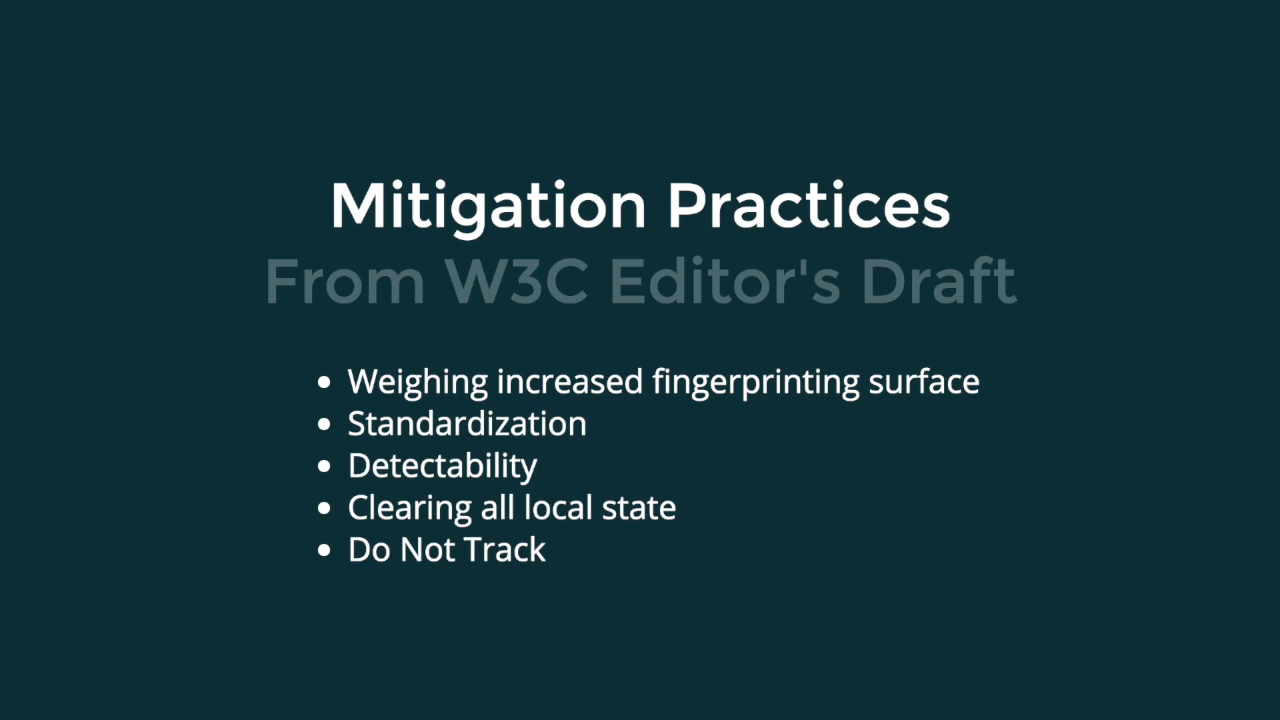 Mitigation Practices
From W3C Editor's Draft
• Weighing increased fingerprinting surface
• Standardization
• Detectability
• Clearing all local state
• Do Not Track